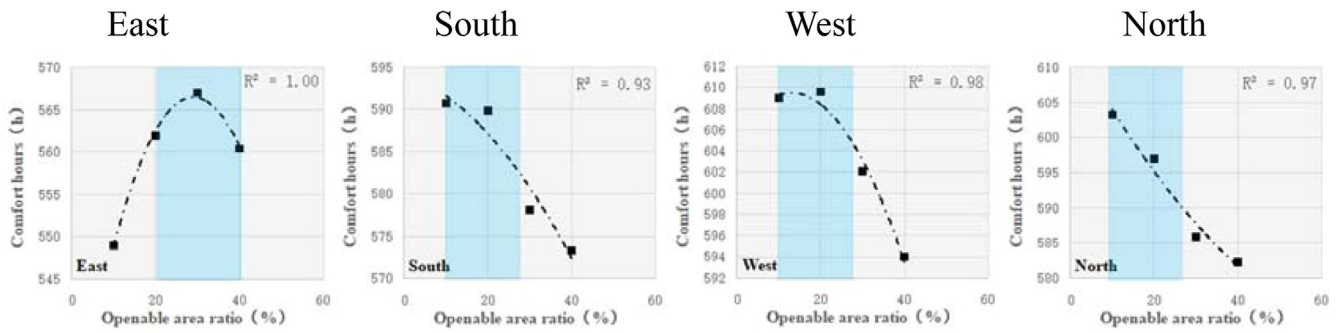 East
South
West
North
Comfort hours (h)
570
565
560
555
550
545
R² = 1.00
East
0 20 40 60
Openable area ratio (%)
Comfort hours (h)
595
590
585
580
575
570
R² = 0.93
South
0 20 40 60
Openable area ratio (%)
Comfort hours (h)
612
610
608
606
604
602
600
598
596
594
592
R² = 0.98
West
0 20 40 60
Openable area ratio (%)
Comfort hours (h)
610
605
600
595
590
585
580
R² = 0.97
North
0 20 40 60
Openable area ratio (%)